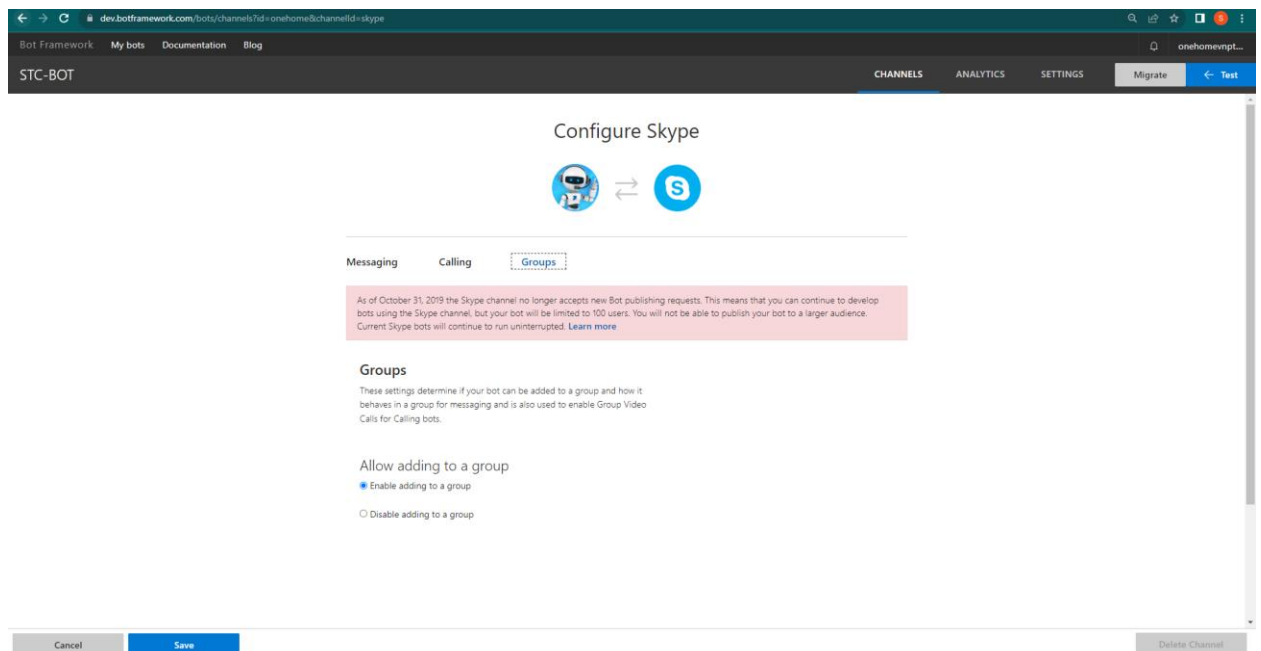 dev.botframework.com/bots/channels?id=onehome&channelId=skype
Bot Framework My bots Documentation Blog onehomevnpt...
STC-BOT CHANNELS ANALYTICS SETTINGS Migrate ← Test
Configure Skype
Messaging Calling Groups
As of October 31, 2019 the Skype channel no longer accepts new Bot publishing requests. This means that you can continue to develop
bots using the Skype channel, but your bot will be limited to 100 users. You will not be able to publish your bot to a larger audience.
Current Skype bots will continue to run uninterrupted. Learn more
Groups
These settings determine if your bot can be added to a group and how it
behaves in a group for messaging and is also used to enable Group Video
Calls for Calling bots.
Allow adding to a group
Enable adding to a group
Disable adding to a group
Cancel Save Delete Channel